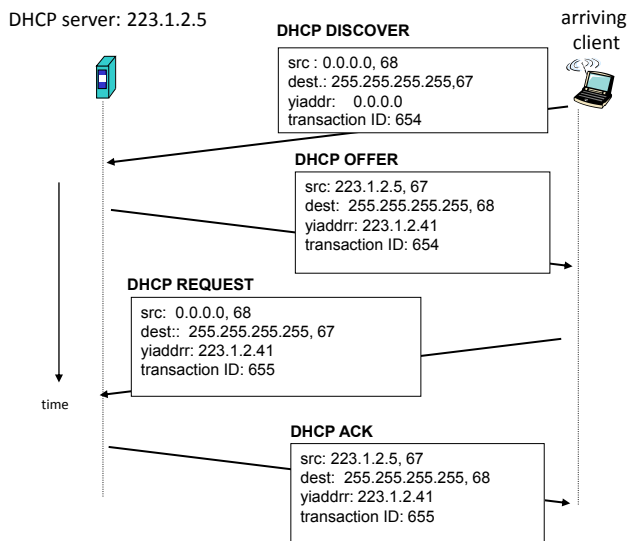 DHCP server: 223.1.2.5
arriving
client
DHCP DISCOVER
src : 0.0.0.0, 68
dest.: 255.255.255.255,67
yiaddr: 0.0.0.0
transaction ID: 654
DHCP OFFER
src: 223.1.2.5, 67
dest: 255.255.255.255, 68
yiaddrr: 223.1.2.41
transaction ID: 654
DHCP REQUEST
src: 0.0.0.0, 68
dest:: 255.255.255.255, 67
yiaddrr: 223.1.2.41
transaction ID: 655
time
DHCP ACK
src: 223.1.2.5, 67
dest: 255.255.255.255, 68
yiaddrr: 223.1.2.41
transaction ID: 655